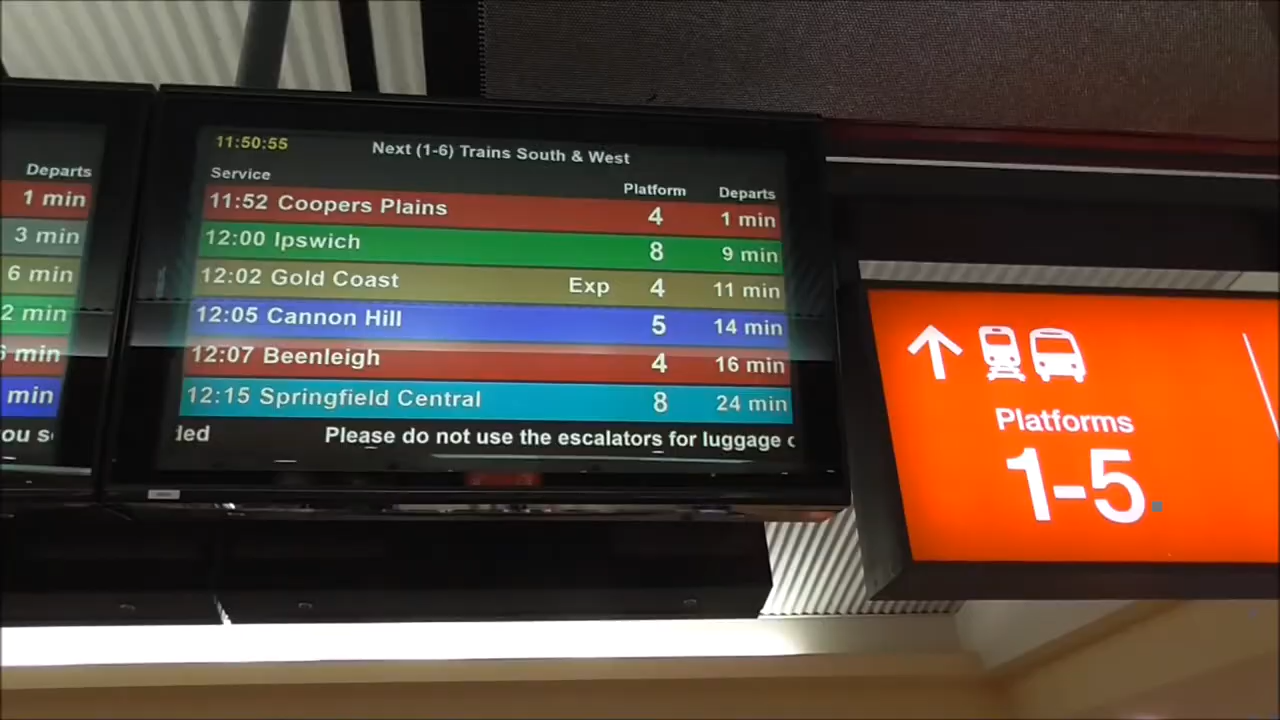 Departs
1 min
3 min
6 min
2 min
min
min
11:50:55 Next (1-6) Trains South & West
Service Platform Departs
11:52 Coopers Plains 4 1 min
12:00 Ipswich 8 9 min
12:02 Gold Coast Exp 4 11 min
12:05 Cannon Hill 5 14 min
12:07 Beenleigh 4 16 min
12:15 Springfield Central 8 24 min
Please do not use the escalators for luggage
Platforms
1-5